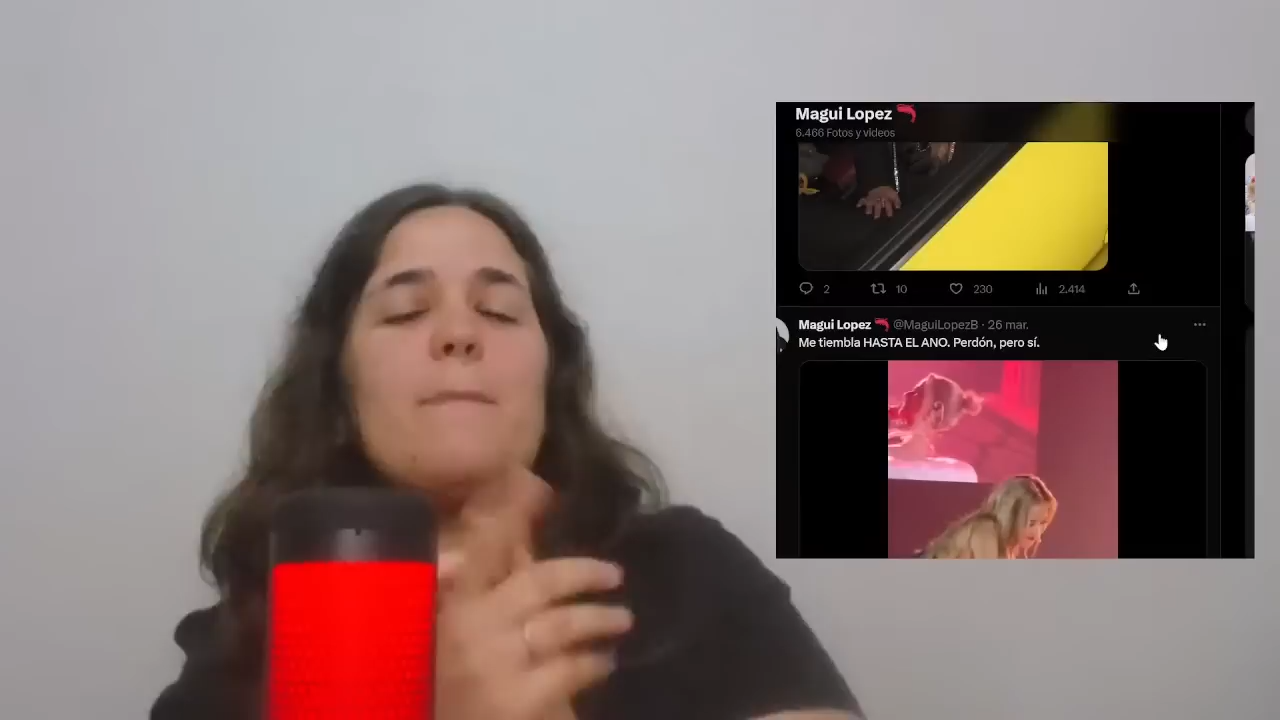 Magui Lopez 🦐
6.466 Fotos y videos
2 10 230 2.414
Magui Lopez 🦐 @MaguiLopezB · 26 mar.
Me tiembla HASTA EL ANO. Perdón, pero sí.